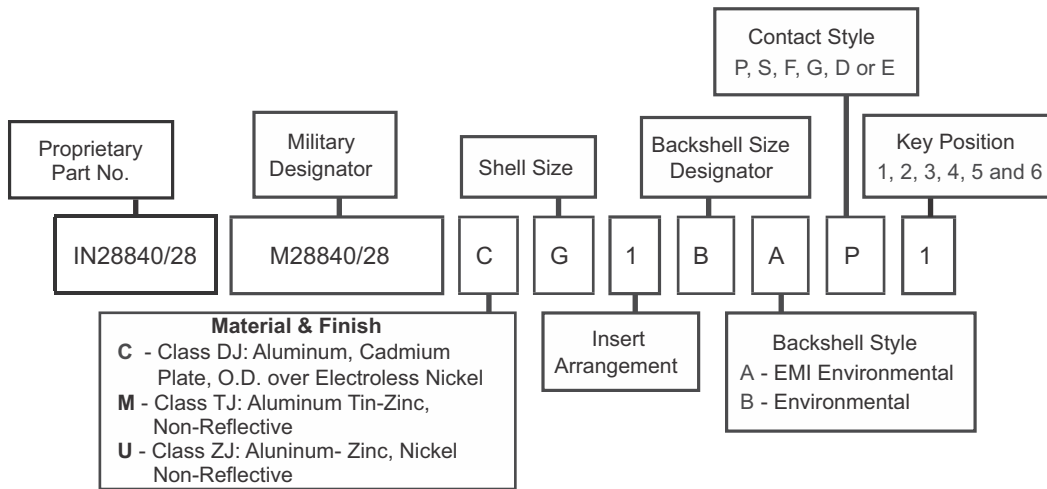 Contact Style
P, S, F, G, D or E
Proprietary
Part No.
Military
Designator
Shell Size
Backshell Size
Designator
Key Position
1, 2, 3, 4, 5 and 6
IN28840/28
M28840/28
C
G
1
B
A
P
1
Material & Finish
C - Class DJ: Aluminum, Cadmium
Plate, O.D. over Electroless Nickel
M - Class TJ: Aluminum Tin-Zinc,
Non-Reflective
U - Class ZJ: Aluninum- Zinc, Nickel
Non-Reflective
Insert
Arrangement
Backshell Style
A - EMI Environmental
B - Environmental